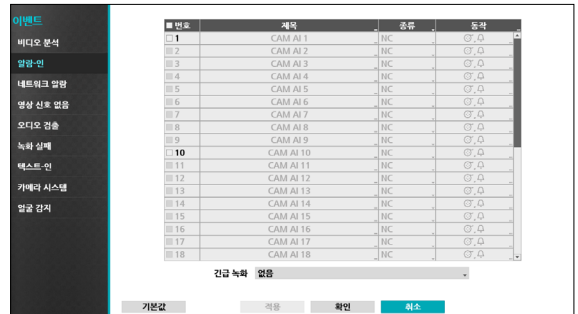 이벤트
비디오 분석
알람-인
네트워크 알람
영상 신호 없음
오디오 검출
녹화 실패
텍스트-인
카메라 시스템
얼굴 감지
번호 제목 종류 동작
1 CAM AI 1 NC
2 CAM AI 2 NC
3 CAM AI 3 NC
4 CAM AI 4 NC
5 CAM AI 5 NC
6 CAM AI 6 NC
7 CAM AI 7 NC
8 CAM AI 8 NC
9 CAM AI 9 NC
10 CAM AI 10 NC
11 CAM AI 11 NC
12 CAM AI 12 NC
13 CAM AI 13 NC
14 CAM AI 14 NC
15 CAM AI 15 NC
16 CAM AI 16 NC
17 CAM AI 17 NC
18 CAM AI 18 NC
긴급 녹화 없음
기본값 적용 확인 취소